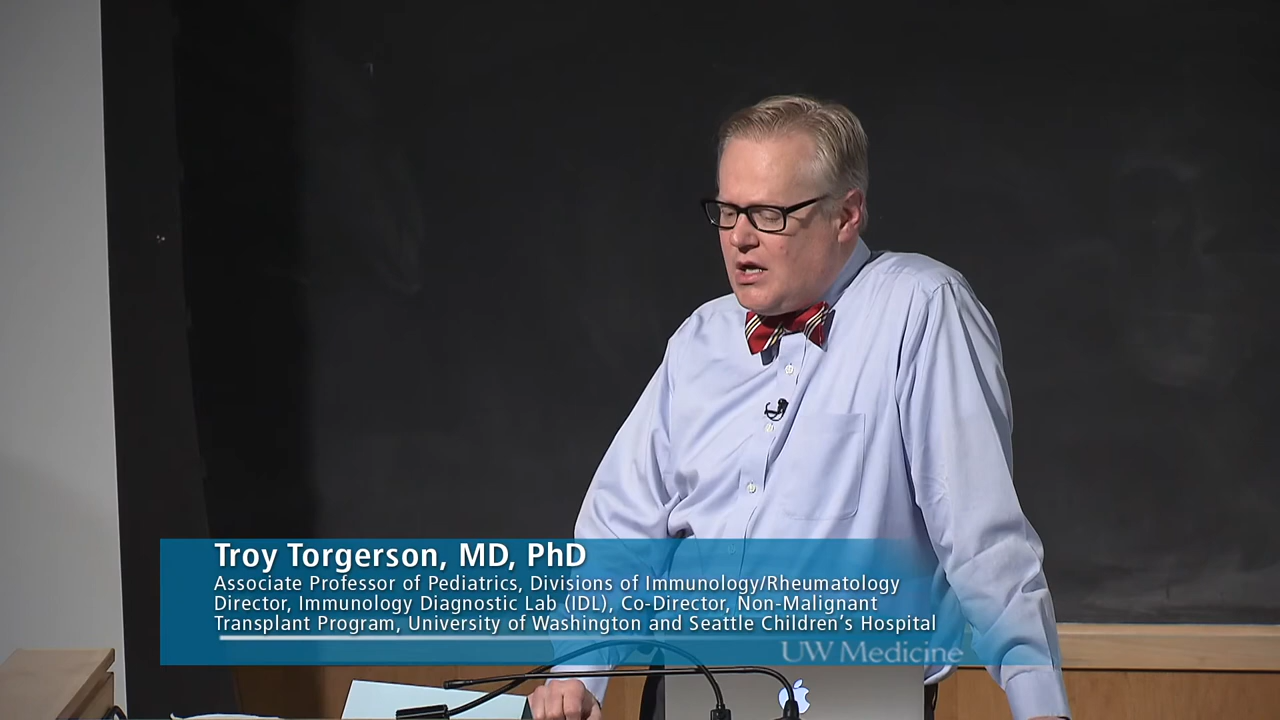 Troy Torgerson, MD, PhD
Associate Professor of Pediatrics, Divisions of Immunology/Rheumatology
Director, Immunology Diagnostic Lab (IDL), Co-Director, Non-Malignant
Transplant Program, University of Washington and Seattle Children's Hospital
UW Medicine